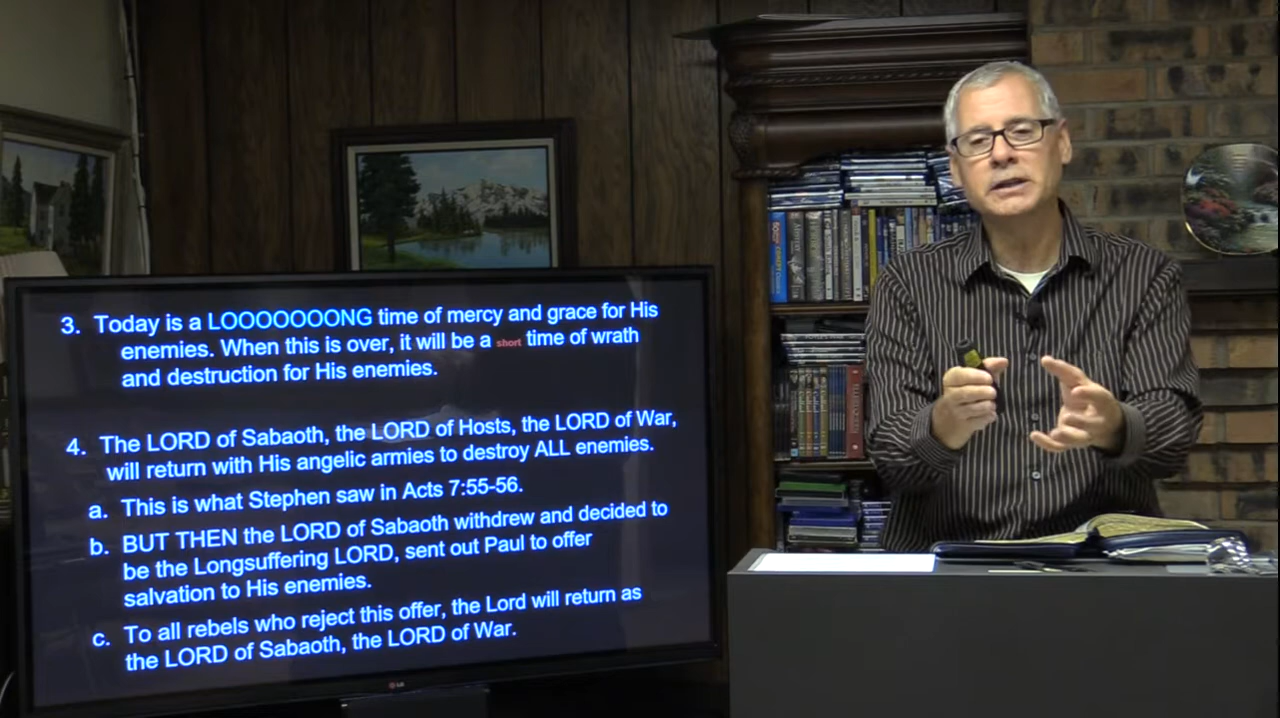 3. Today is a LOOOOOOONG time of mercy and grace for His
enemies. When this is over, it will be a short time of wrath
and destruction for His enemies.
4. The LORD of Sabaoth, the LORD of Hosts, the LORD of War,
will return with His angelic armies to destroy ALL enemies.
a. This is what Stephen saw in Acts 7:55-56.
b. BUT THEN the LORD of Sabaoth withdrew and decided to
be the Longsuffering LORD, sent out Paul to offer
salvation to His enemies.
c. To all rebels who reject this offer, the Lord will return as
the LORD of Sabaoth, the LORD of War.
LG